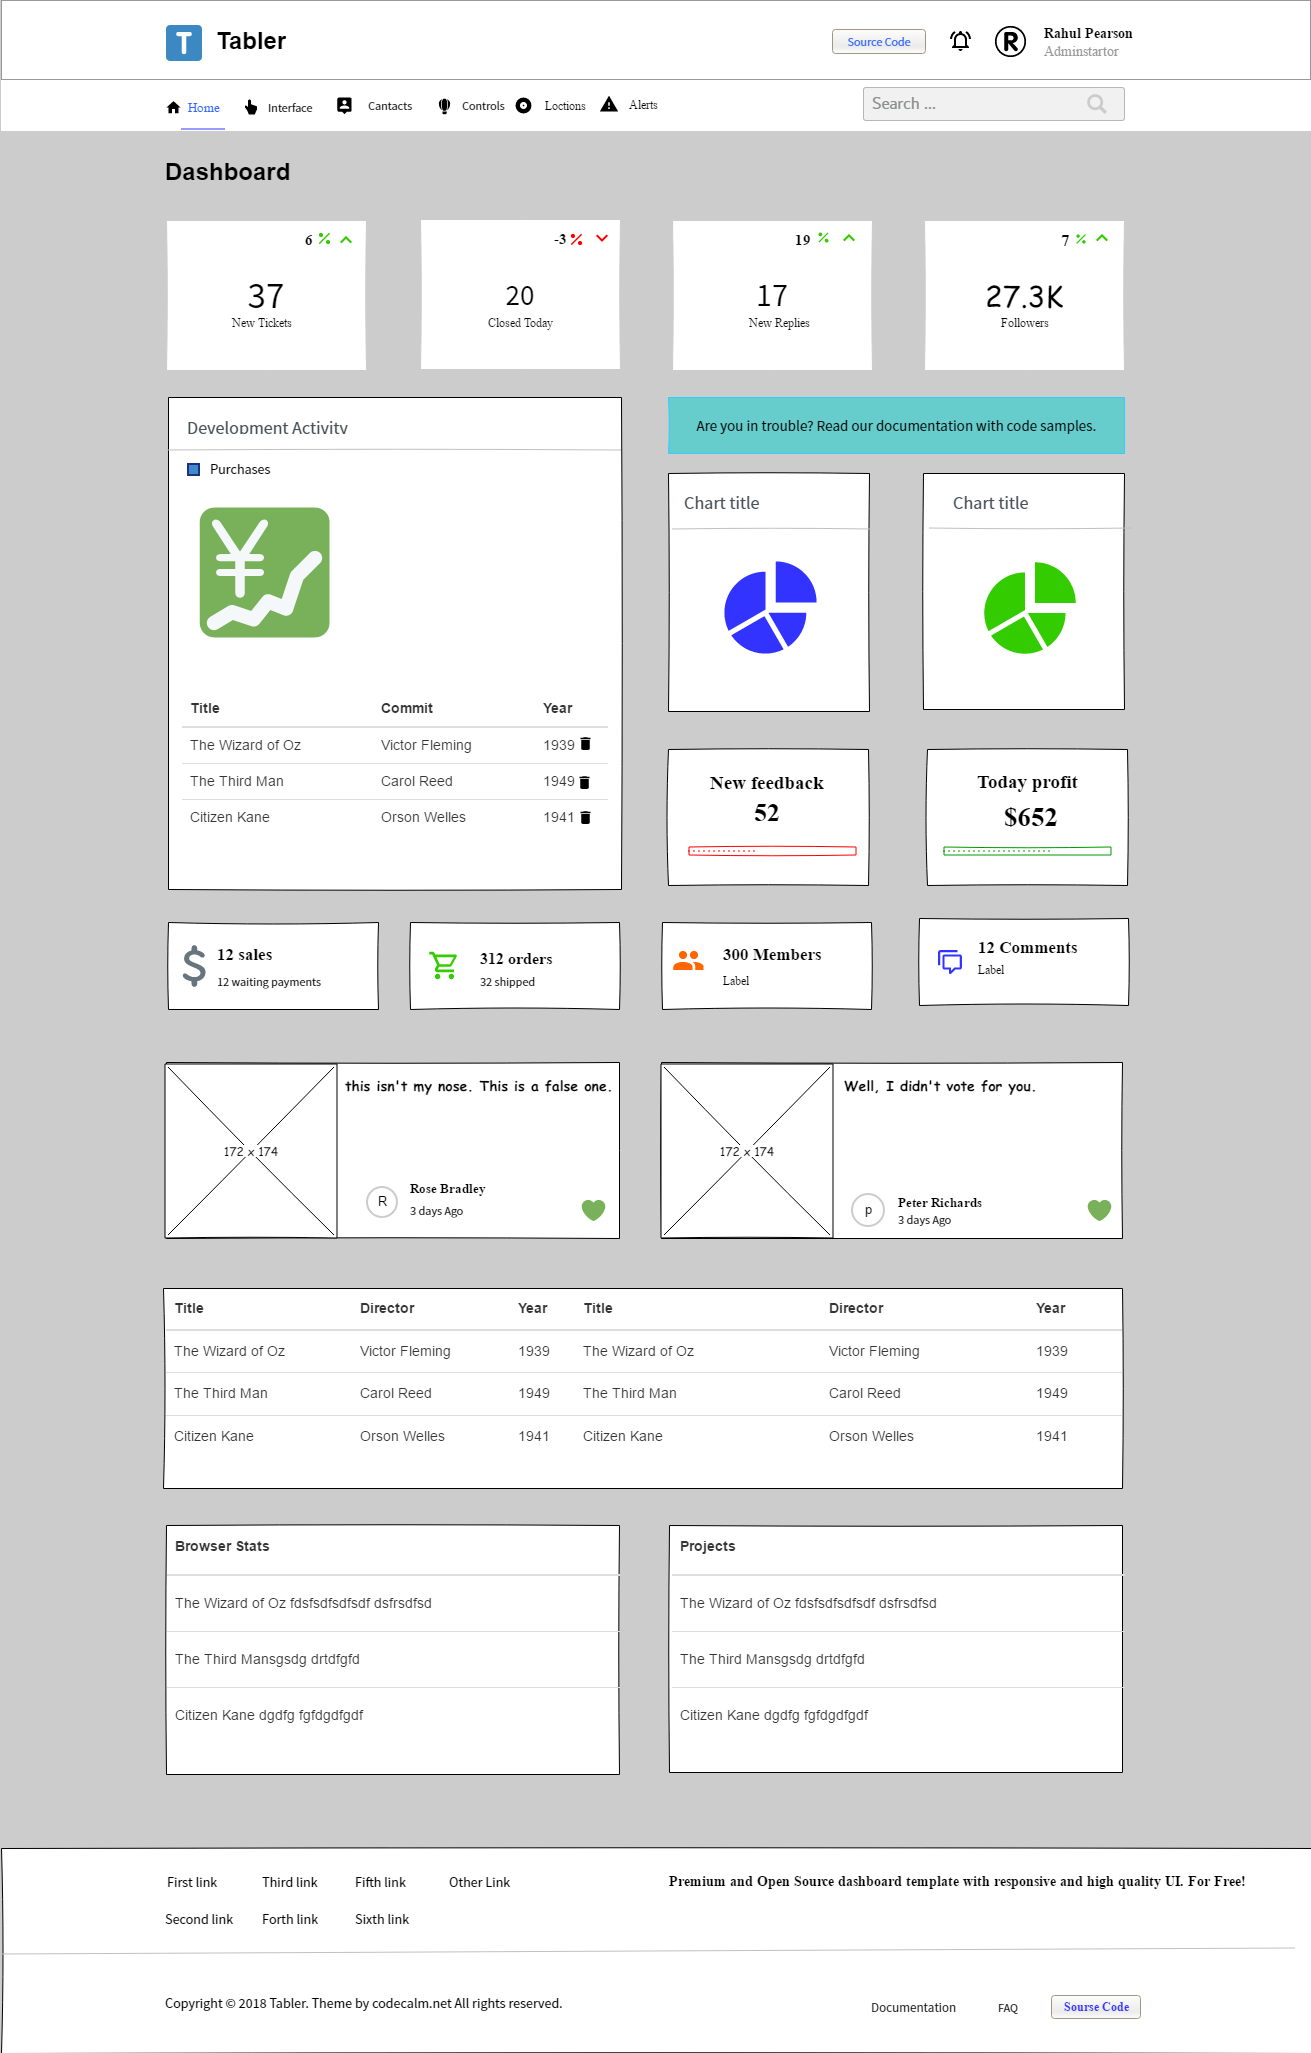 T Tabler
Source Code
R
Rahul Pearson
Adminstartor
Home
Interface
Cantacts
Controls
Loctions
Alerts
Search ...
Dashboard
6 %
37
New Tickets
-3 %
20
Closed Today
19 %
17
New Replies
7 %
27.3K
Followers
Development Activity
Purchases
¥
Title Commit Year
The Wizard of Oz Victor Fleming 1939
The Third Man Carol Reed 1949
Citizen Kane Orson Welles 1941
Are you in trouble? Read our documentation with code samples.
Chart title
Chart title
New feedback
52
Today profit
$652
$
12 sales
12 waiting payments
312 orders
32 shipped
300 Members
Label
12 Comments
Label
172 x 174
this isn't my nose. This is a false one.
R
Rose Bradley
3 days Ago
172 x 174
Well, I didn't vote for you.
p
Peter Richards
3 days Ago
Title Director Year Title Director Year
The Wizard of Oz Victor Fleming 1939 The Wizard of Oz Victor Fleming 1939
The Third Man Carol Reed 1949 The Third Man Carol Reed 1949
Citizen Kane Orson Welles 1941 Citizen Kane Orson Welles 1941
Browser Stats
The Wizard of Oz fdsfsdfsdfsdf dsfrsdfsd
The Third Mansgsdg drtdfgfd
Citizen Kane dgdfg fgfdgdfgdf
Projects
The Wizard of Oz fdsfsdfsdfsdf dsfrsdfsd
The Third Mansgsdg drtdfgfd
Citizen Kane dgdfg fgfdgdfgdf
First link Third link Fifth link Other Link
Second link Forth link Sixth link
Premium and Open Source dashboard template with responsive and high quality UI. For Free!
Copyright © 2018 Tabler. Theme by codecalm.net All rights reserved.
Documentation
FAQ
Sourse Code